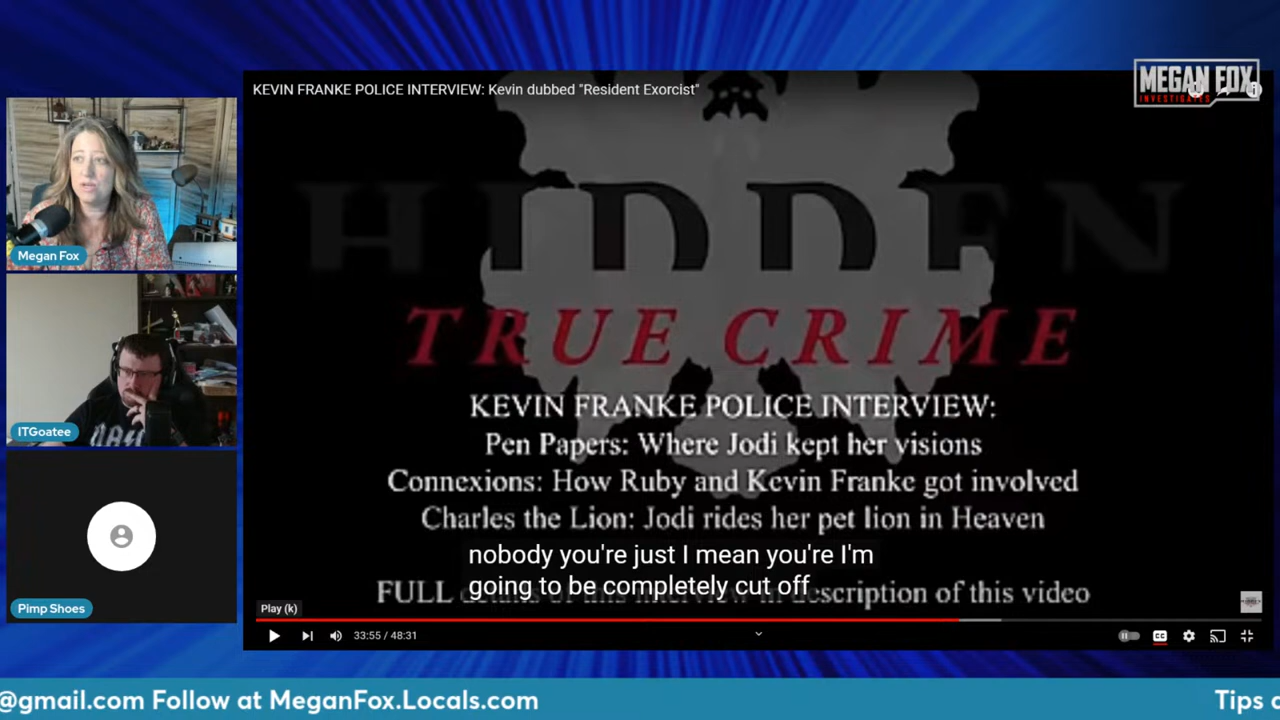 KEVIN FRANKE POLICE INTERVIEW: Kevin dubbed "Resident Exorcist"
MEGAN FOX
INVESTIGATES
HIDDEN
TRUE CRIME
KEVIN FRANKE POLICE INTERVIEW:
Pen Papers: Where Jodi kept her visions
Connexions: How Ruby and Kevin Franke got involved
Charles the Lion: Jodi rides her pet lion in Heaven
nobody you're just I mean you're I'm
going to be completely cut off
FULL description of this video
Play (k)
33:55 / 48:31
CC
Megan Fox
ITGoatee
Pimp Shoes
@gmail.com Follow at MeganFox.Locals.com
Tips